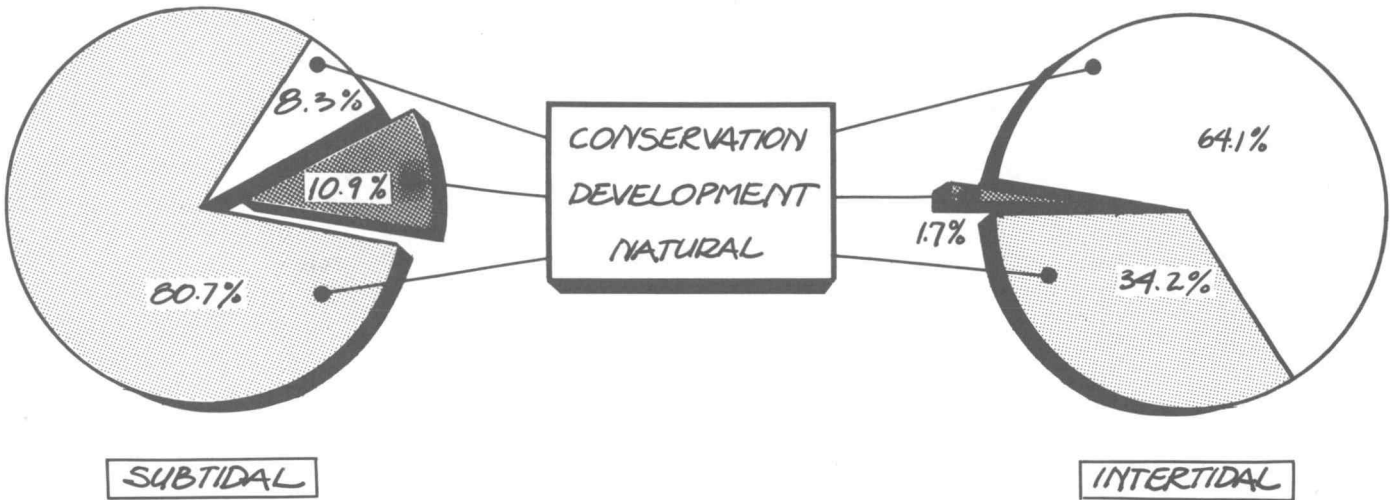 8.3%
10.9%
80.7%
CONSERVATION
DEVELOPMENT
NATURAL
64.1%
1.7%
34.2%
SUBTIDAL
INTERTIDAL